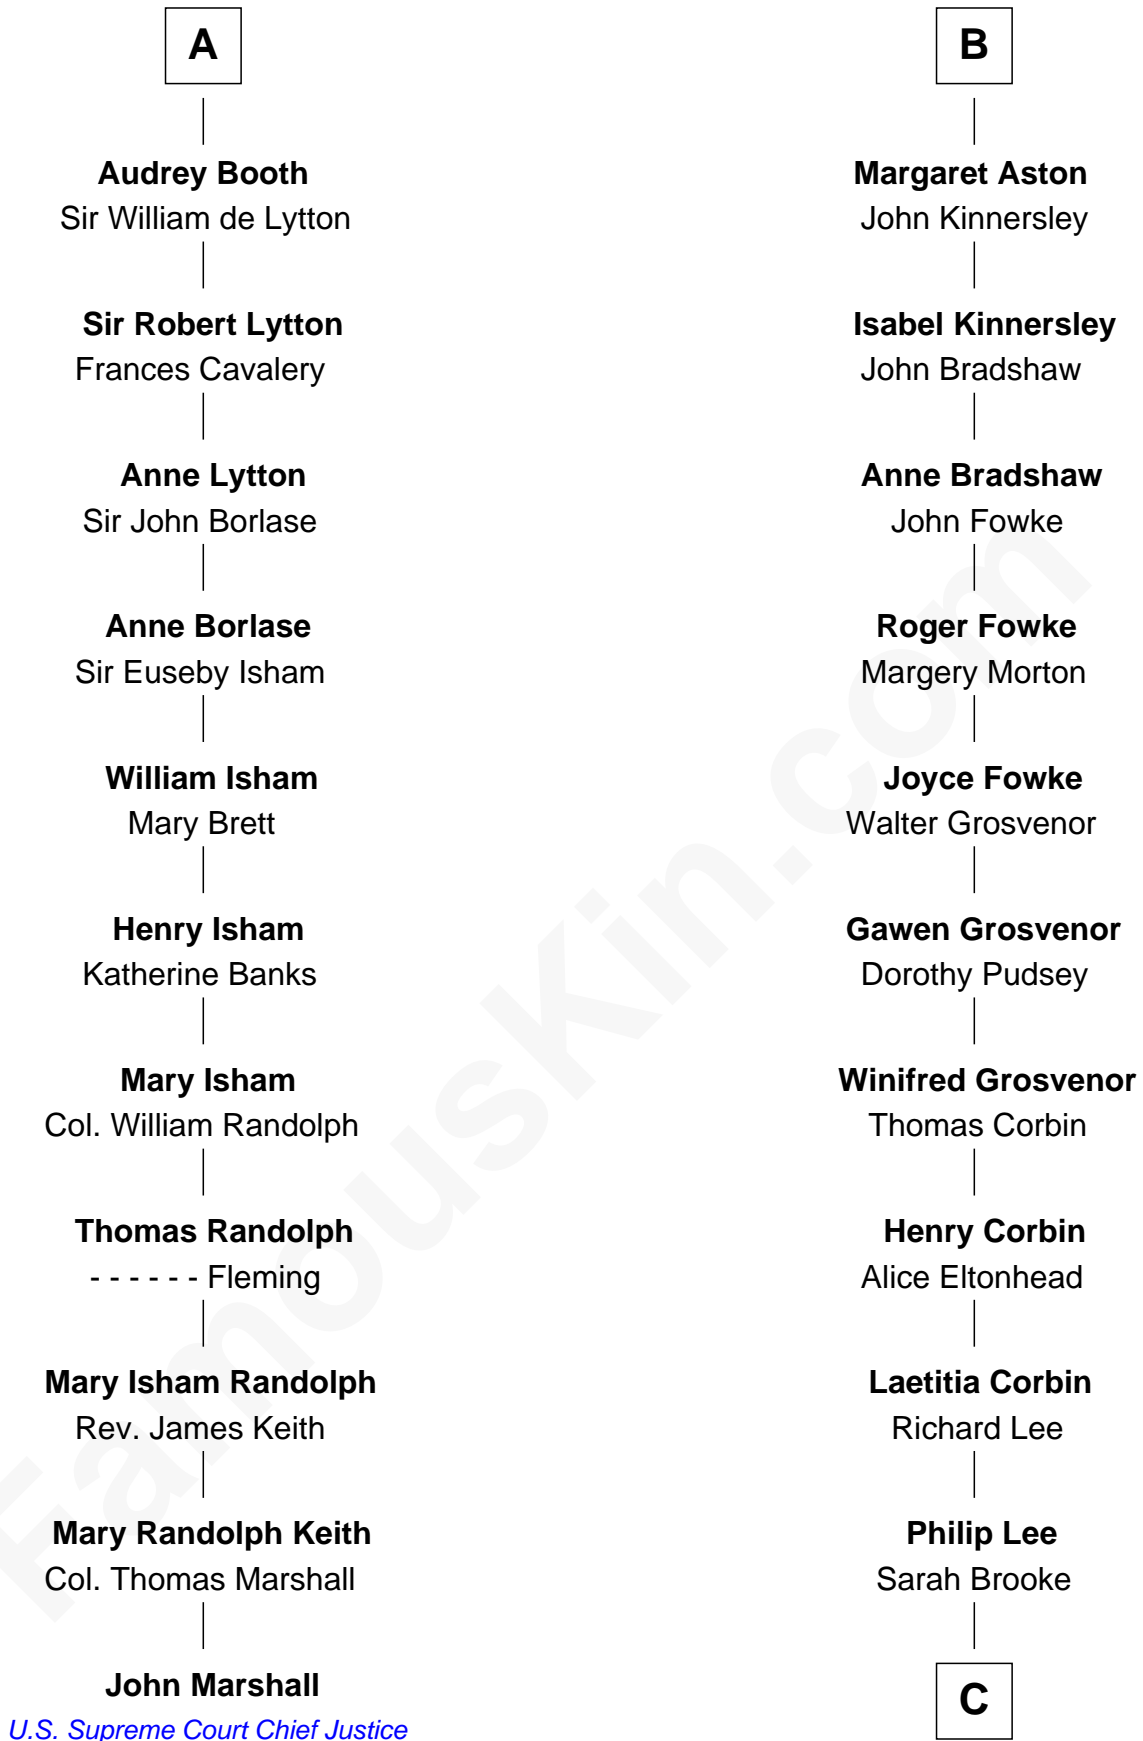 A
Audrey Booth
Sir William de Lytton
Sir Robert Lytton
Frances Cavalery
Anne Lytton
Sir John Borlase
Anne Borlase
Sir Euseby Isham
William Isham
Mary Brett
Henry Isham
Katherine Banks
Mary Isham
Col. William Randolph
Thomas Randolph
- - - - - - Fleming
Mary Isham Randolph
Rev. James Keith
Mary Randolph Keith
Col. Thomas Marshall
John Marshall
U.S. Supreme Court Chief Justice
B
Margaret Aston
John Kinnersley
Isabel Kinnersley
John Bradshaw
Anne Bradshaw
John Fowke
Roger Fowke
Margery Morton
Joyce Fowke
Walter Grosvenor
Gawen Grosvenor
Dorothy Pudsey
Winifred Grosvenor
Thomas Corbin
Henry Corbin
Alice Eltonhead
Laetitia Corbin
Richard Lee
Philip Lee
Sarah Brooke
C
FamousKin.com